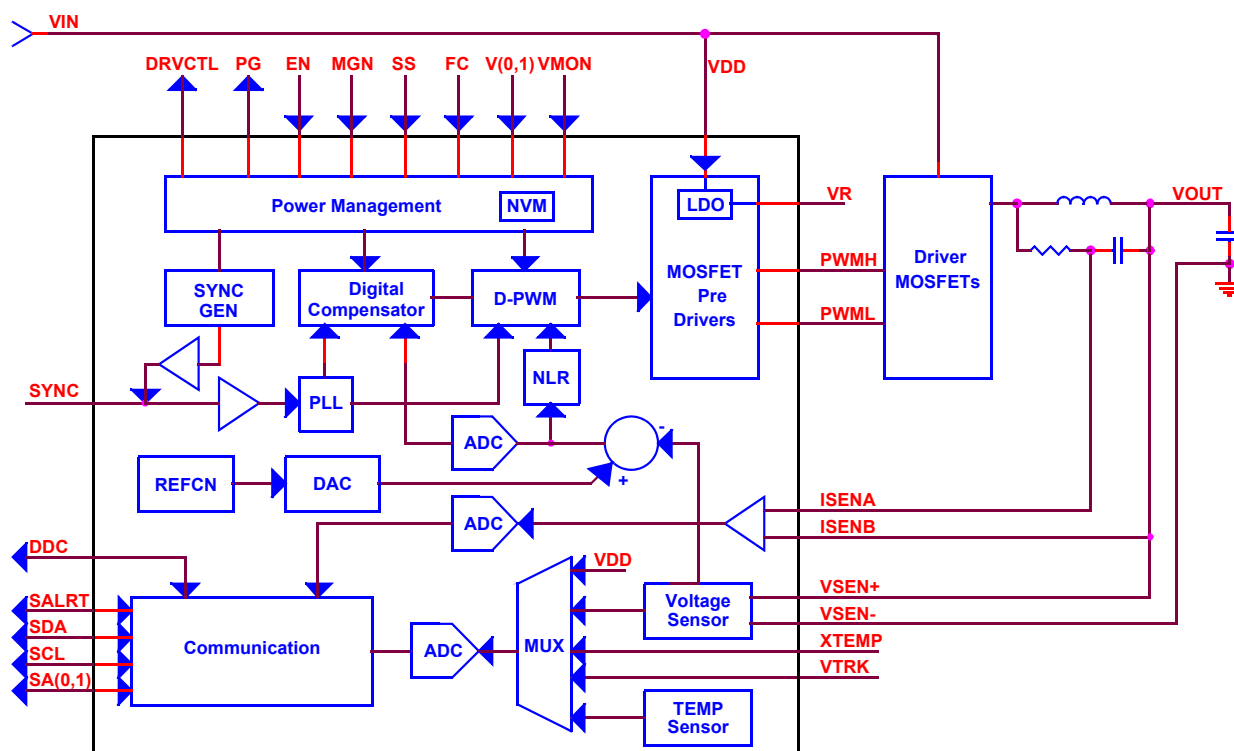 VIN
DRVCTL PG EN MGN SS FC V(0,1) VMON
VDD
Power Management
NVM
LDO
VR
VOUT
SYNC
GEN
Digital
Compensator
D-PWM
MOSFET
Pre
Drivers
PWMH
PWML
Driver
MOSFETs
NLR
SYNC
PLL
ADC
-
+
REFCN
DAC
ADC
ISENA
ISENB
DDC
SALRT
SDA
SCL
SA(0,1)
Communication
ADC
MUX
VDD
Voltage
Sensor
VSEN+
VSEN-
XTEMP
VTRK
TEMP
Sensor